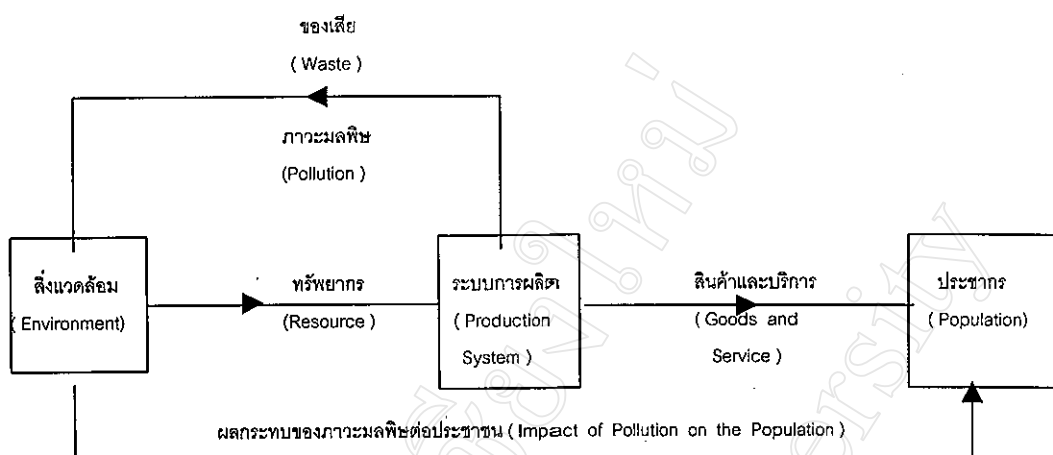 ของเสีย
( Waste )
ภาวะมลพิษ
(Pollution )
สิ่งแวดล้อม
( Environment)
ทรัพยากร
(Resource )
ระบบการผลิต
( Production
System )
สินค้าและบริการ
( Goods and
Service )
ประชากร
( Population)
ผลกระทบของภาวะมลพิษต่อประชาชน ( Impact of Pollution on the Population )